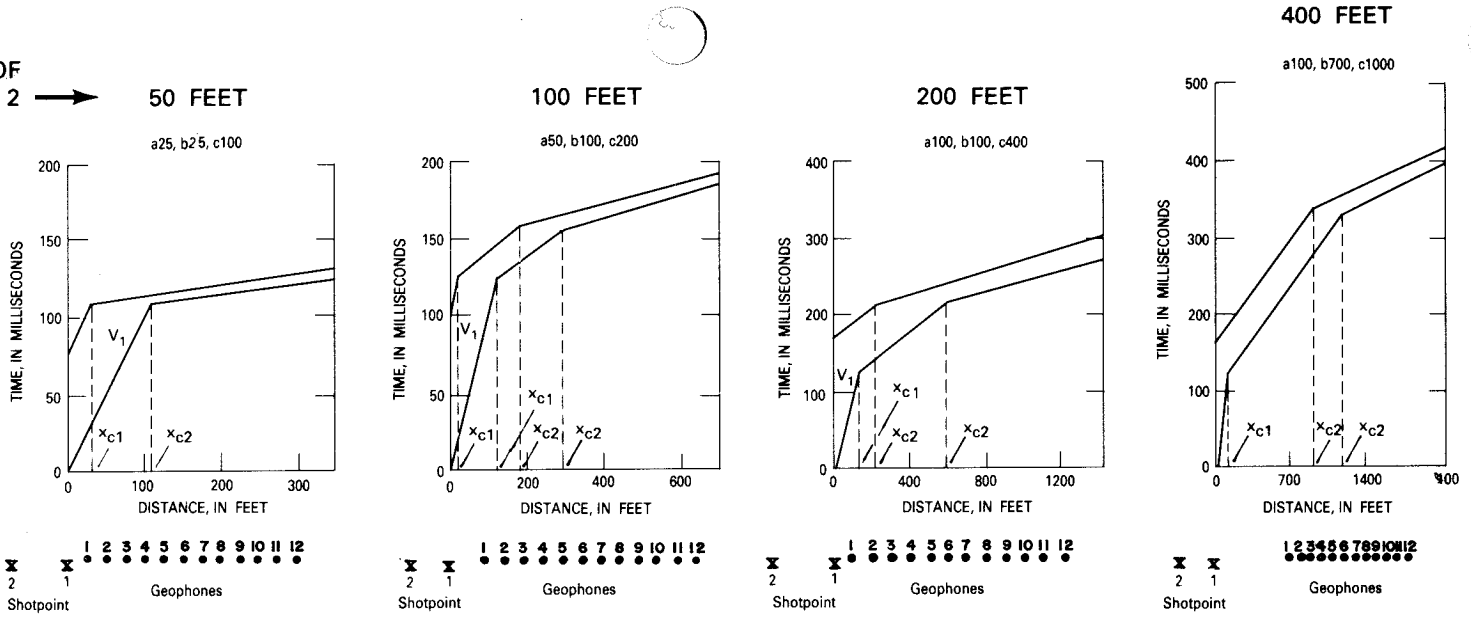 OF
2 → 50 FEET
a25, b25, c100
TIME, IN MILLISECONDS
200
150
100
50
0
V1
xc1
xc2
0 100 200 300
DISTANCE, IN FEET
1 2 3 4 5 6 7 8 9 10 11 12
x x
2 1
Shotpoint
Geophones
100 FEET
a50, b100, c200
TIME, IN MILLISECONDS
200
150
100
50
0
V1
xc1
xc1
xc2
xc2
0 200 400 600
DISTANCE, IN FEET
1 2 3 4 5 6 7 8 9 10 11 12
x x
2 1
Shotpoint
Geophones
200 FEET
a100, b100, c400
TIME, IN MILLISECONDS
400
300
200
100
0
V1
xc1
xc2
xc2
0 400 800 1200
DISTANCE, IN FEET
1 2 3 4 5 6 7 8 9 10 11 12
x x
2 1
Shotpoint
Geophones
400 FEET
a100, b700, c1000
TIME, IN MILLISECONDS
500
400
300
200
100
0
xc1
xc2
xc2
0 700 1400
DISTANCE, IN FEET
1 2 3 4 5 6 7 8 9 10 11 12
x x
2 1
Shotpoint
Geophones